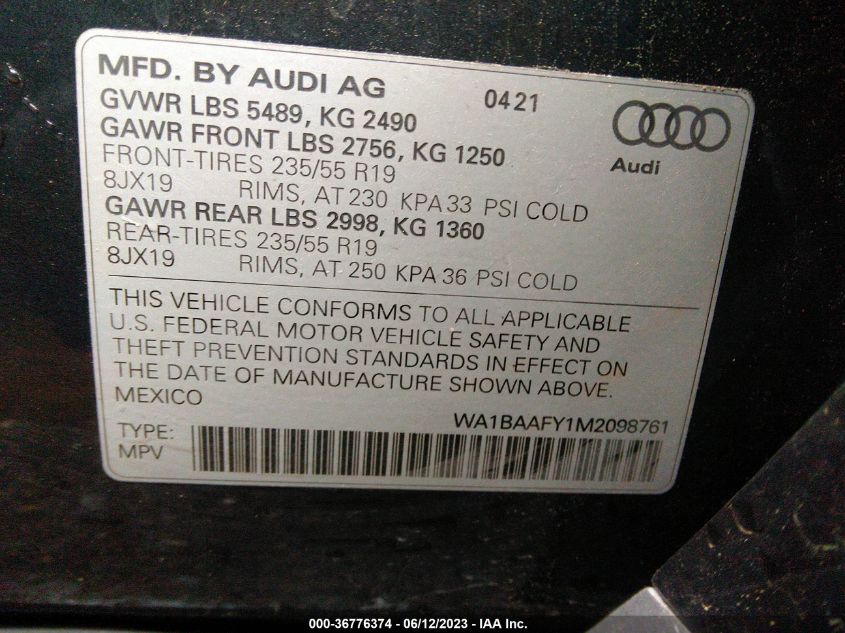 MFD. BY AUDI AG 0421
GVWR LBS 5489, KG 2490
GAWR FRONT LBS 2756, KG 1250
FRONT-TIRES 235/55 R19
8JX19 RIMS, AT 230 KPA 33 PSI COLD
Audi
GAWR REAR LBS 2998, KG 1360
REAR-TIRES 235/55 R19
8JX19 RIMS, AT 250 KPA 36 PSI COLD
THIS VEHICLE CONFORMS TO ALL APPLICABLE
U.S. FEDERAL MOTOR VEHICLE SAFETY AND
THEFT PREVENTION STANDARDS IN EFFECT ON
THE DATE OF MANUFACTURE SHOWN ABOVE.
MEXICO
WA1BAAFY1M2098761
TYPE:
MPV
000-36776374 - 06/12/2023 - IAA Inc.